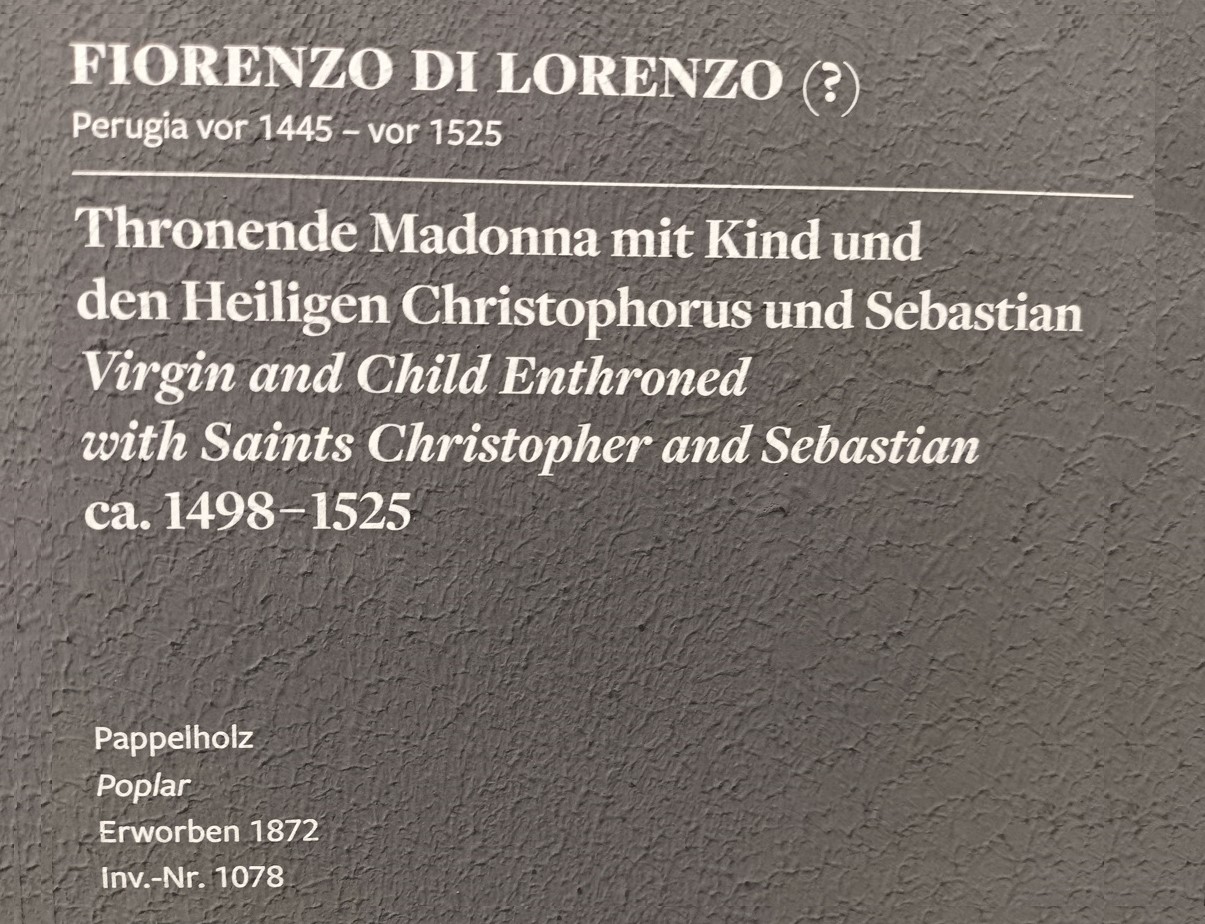 FIORENZO DI LORENZO (?)
Perugia vor 1445 – vor 1525
Thronende Madonna mit Kind und
den Heiligen Christophorus und Sebastian
Virgin and Child Enthroned
with Saints Christopher and Sebastian
ca. 1498–1525
Pappelholz
Poplar
Erworben 1872
Inv.-Nr. 1078